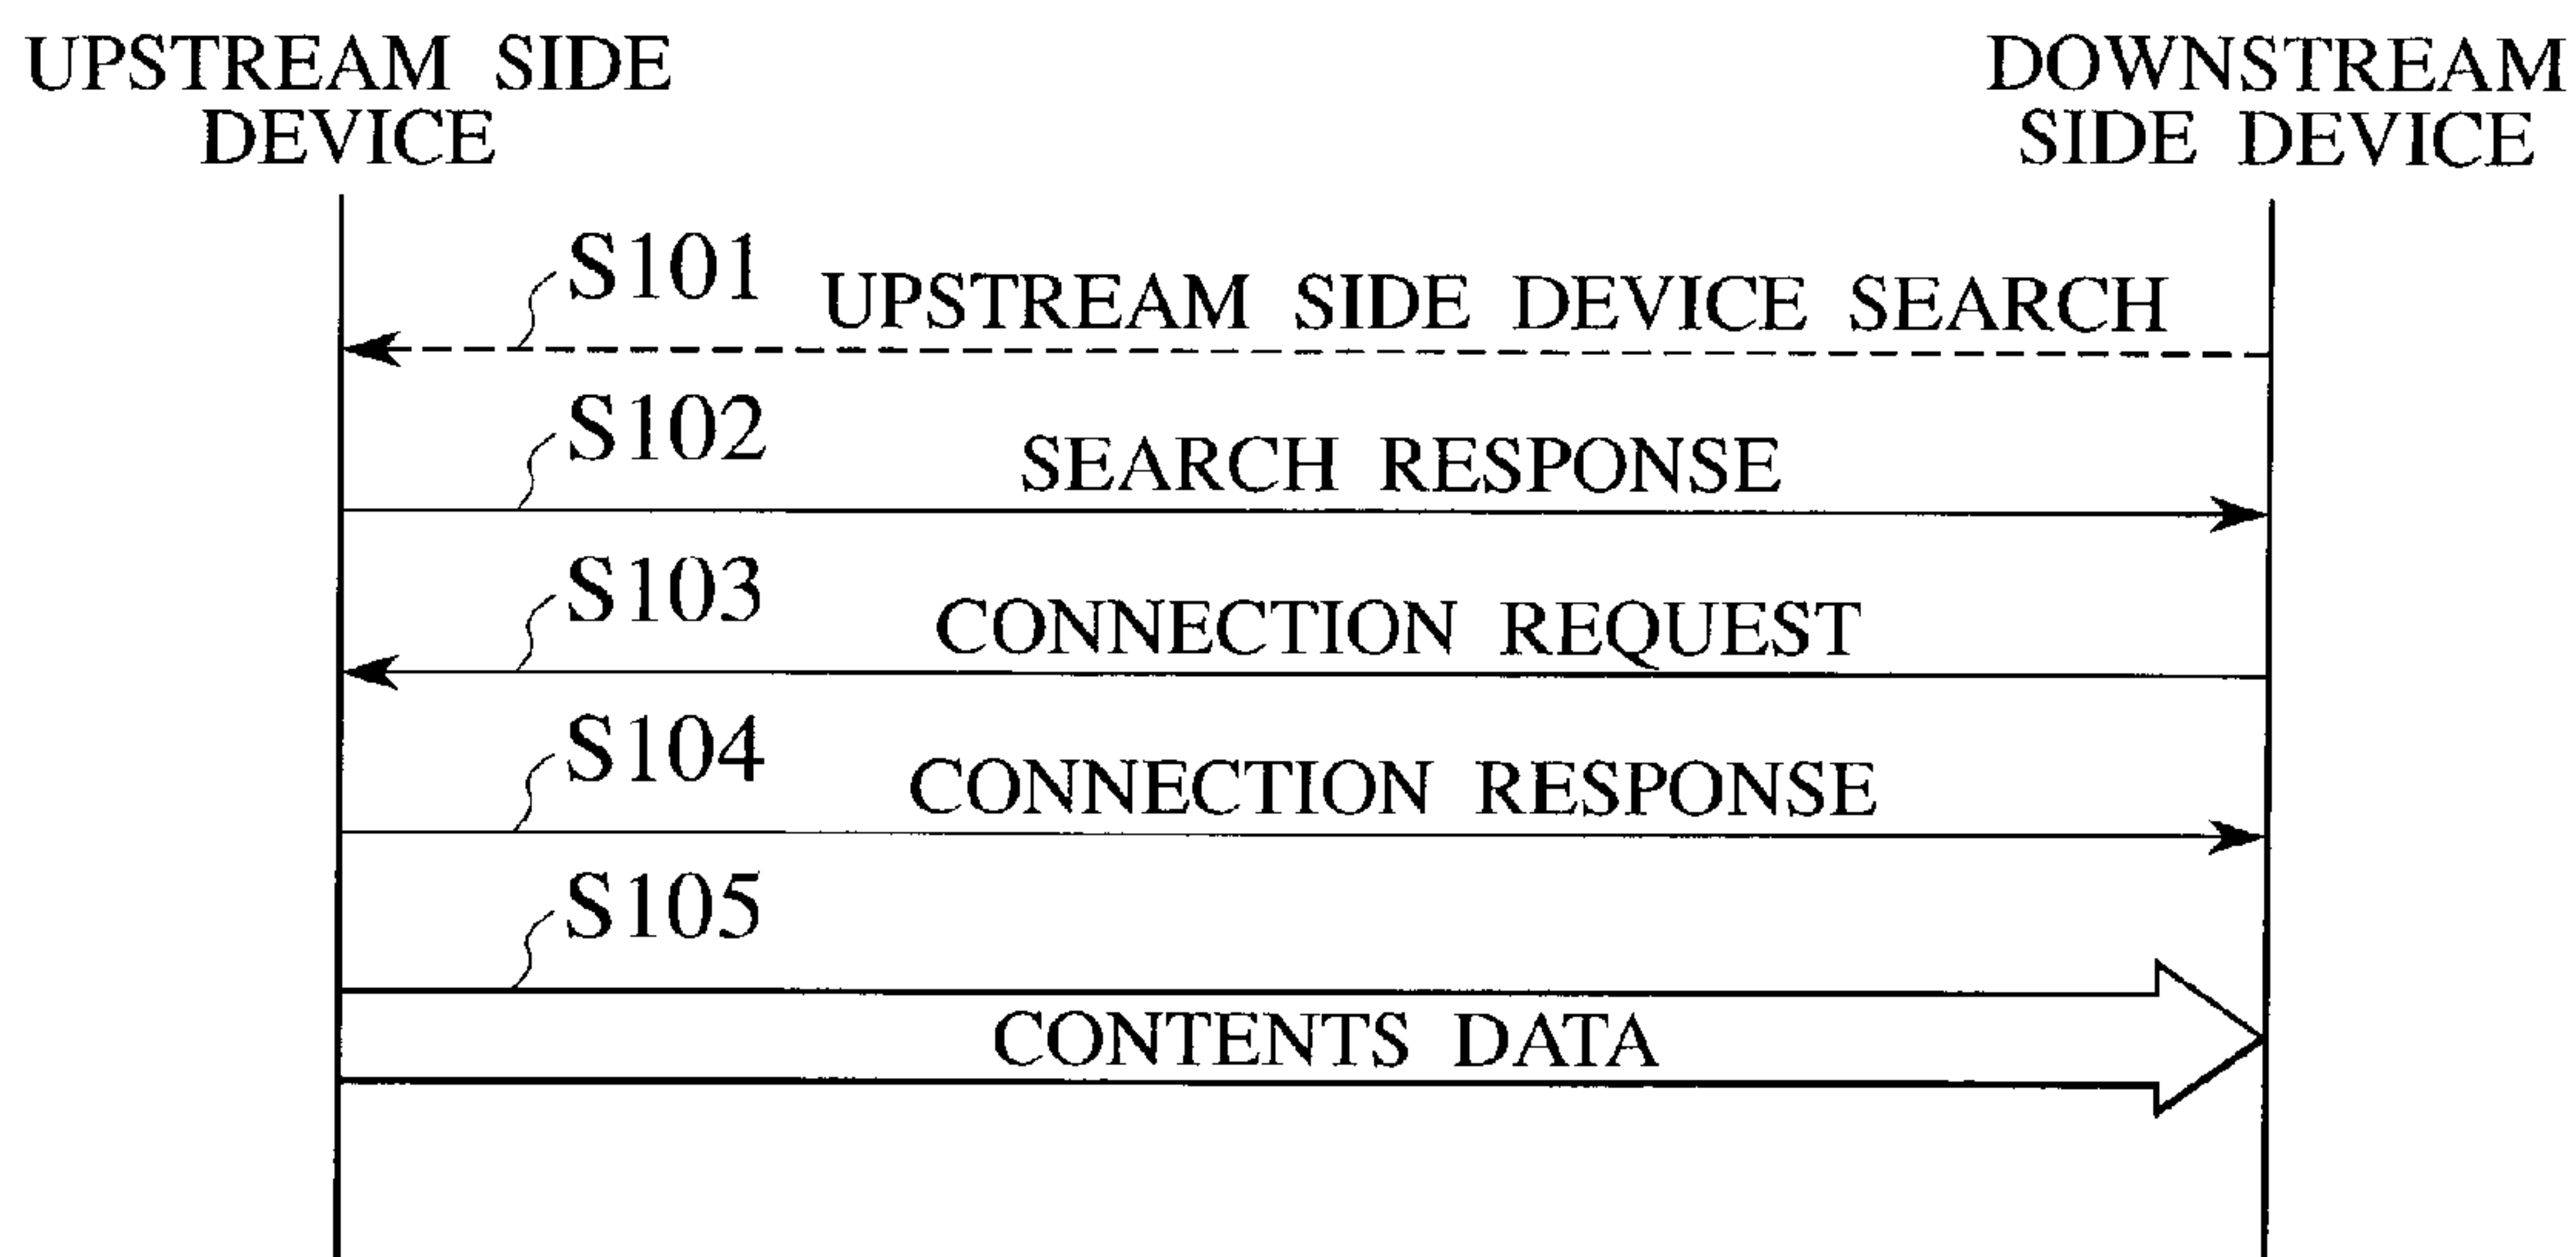 UPSTREAM SIDE
DEVICE
DOWNSTREAM
SIDE DEVICE
S101
UPSTREAM SIDE DEVICE SEARCH
S102
SEARCH RESPONSE
S103
CONNECTION REQUEST
S104
CONNECTION RESPONSE
S105
CONTENTS DATA